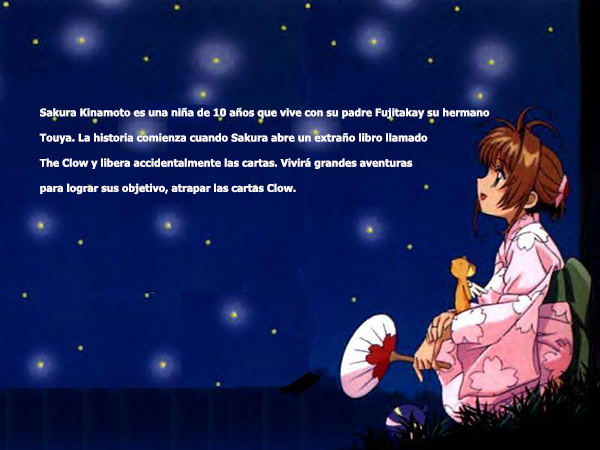 Sakura Kinamoto es una niña de 10 años que vive con su padre Fujitakay su hermano
Touya. La historia comienza cuando Sakura abre un extraño libro llamado
The Clow y libera accidentalmente las cartas. Vivirá grandes aventuras
para lograr sus objetivo, atrapar las cartas Clow.